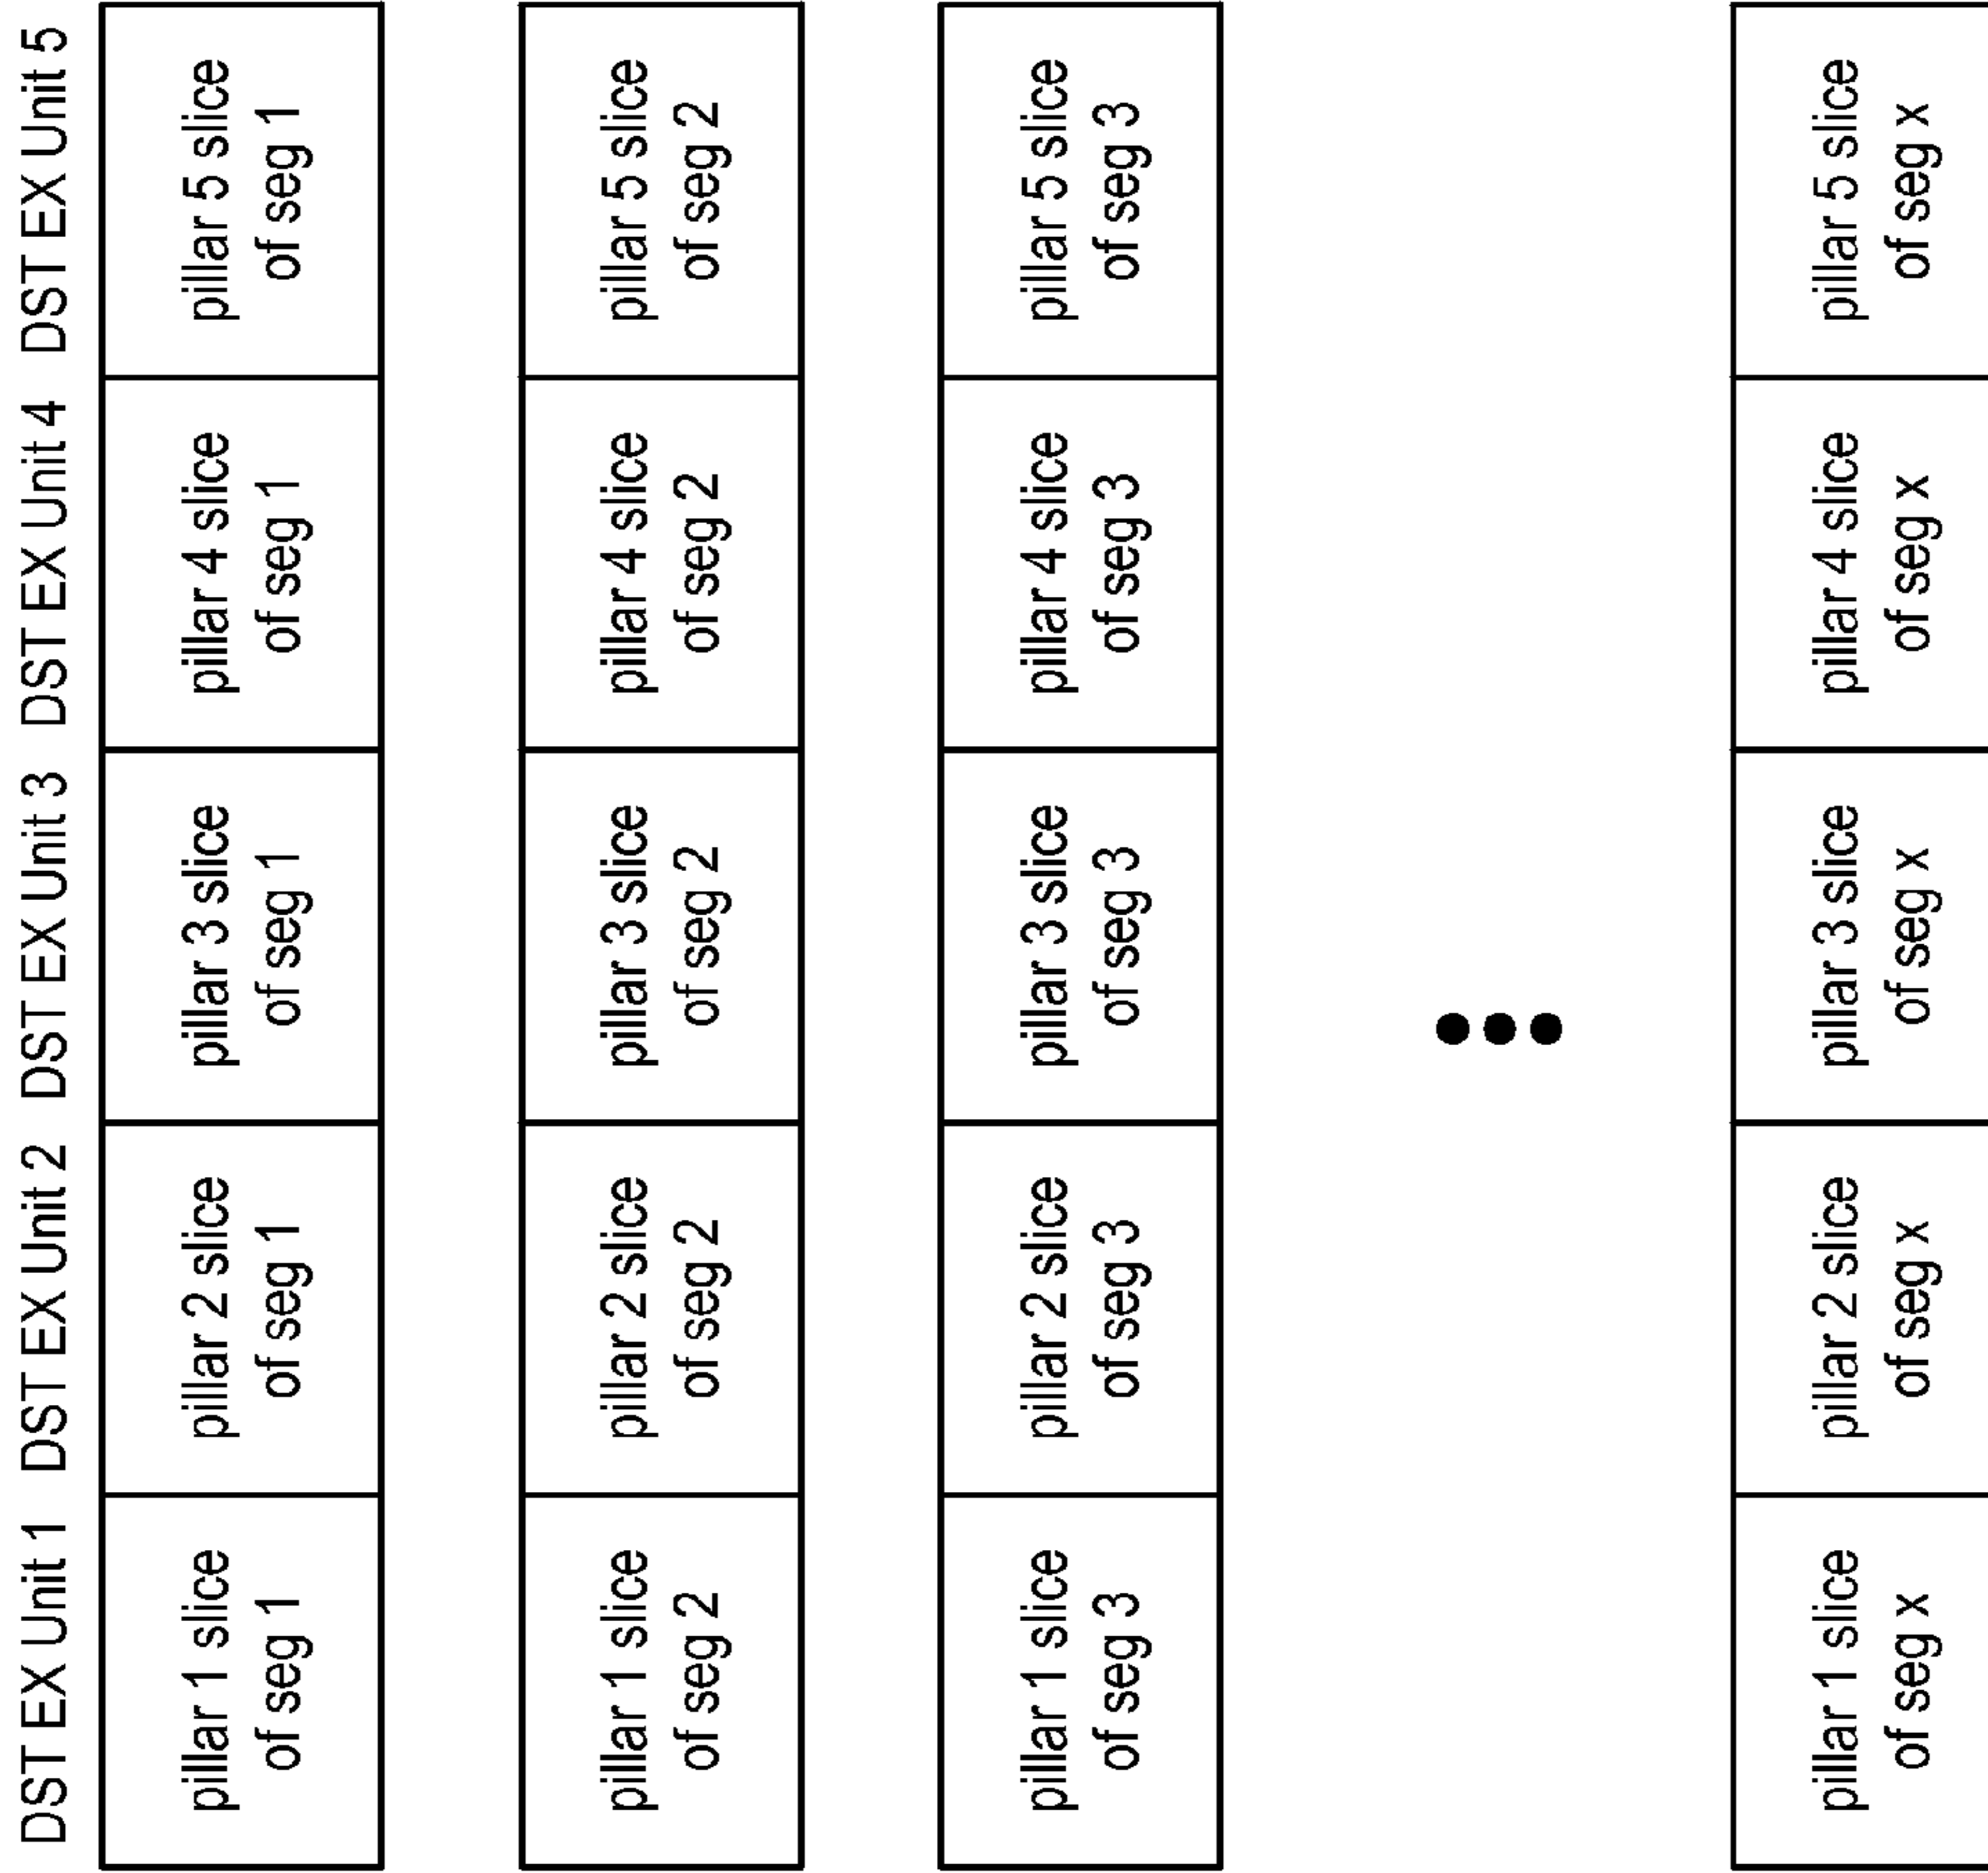 DST EX Unit 1 DST EX Unit 2 DST EX Unit 3 DST EX Unit 4 DST EX Unit 5
pillar 1 slice
of seg 1
pillar 2 slice
of seg 1
pillar 3 slice
of seg 1
pillar 4 slice
of seg 1
pillar 5 slice
of seg 1
pillar 1 slice
of seg 2
pillar 2 slice
of seg 2
pillar 3 slice
of seg 2
pillar 4 slice
of seg 2
pillar 5 slice
of seg 2
pillar 1 slice
of seg 3
pillar 2 slice
of seg 3
pillar 3 slice
of seg 3
pillar 4 slice
of seg 3
pillar 5 slice
of seg 3
pillar 1 slice
of seg x
pillar 2 slice
of seg x
pillar 3 slice
of seg x
pillar 4 slice
of seg x
pillar 5 slice
of seg x